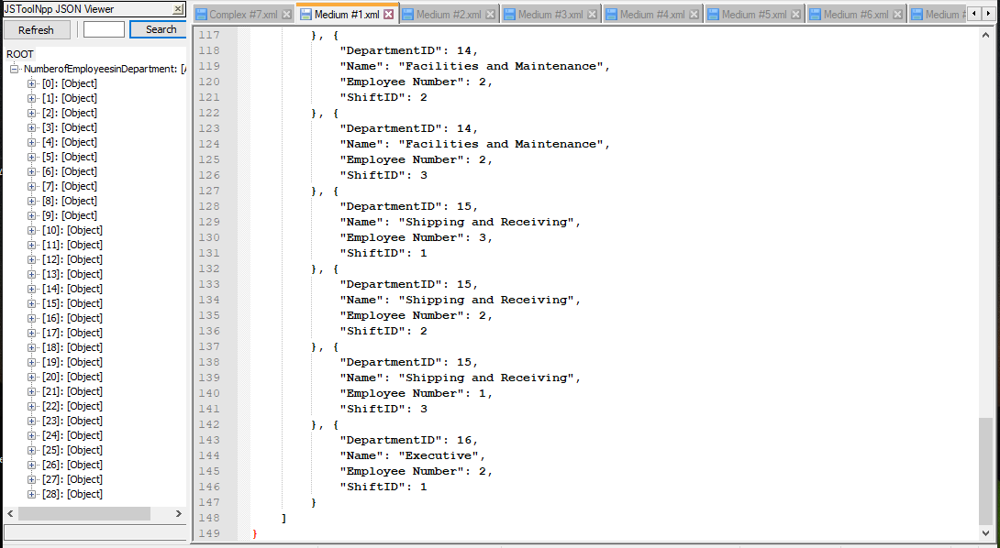 JSToolNpp JSON Viewer
Refresh
Search
ROOT
NumberofEmployeesinDepartment: [A
[0]: [Object]
[1]: [Object]
[2]: [Object]
[3]: [Object]
[4]: [Object]
[5]: [Object]
[6]: [Object]
[7]: [Object]
[8]: [Object]
[9]: [Object]
[10]: [Object]
[11]: [Object]
[12]: [Object]
[13]: [Object]
[14]: [Object]
[15]: [Object]
[16]: [Object]
[17]: [Object]
[18]: [Object]
[19]: [Object]
[20]: [Object]
[21]: [Object]
[22]: [Object]
[23]: [Object]
[24]: [Object]
[25]: [Object]
[26]: [Object]
[27]: [Object]
[28]: [Object]
Complex #7.xml Medium #1.xml Medium #2.xml Medium #3.xml Medium #4.xml Medium #5.xml Medium #6.xml Medium #
117 }, {
118 "DepartmentID": 14,
119 "Name": "Facilities and Maintenance",
120 "Employee Number": 2,
121 "ShiftID": 2
122 }, {
123 "DepartmentID": 14,
124 "Name": "Facilities and Maintenance",
125 "Employee Number": 2,
126 "ShiftID": 3
127 }, {
128 "DepartmentID": 15,
129 "Name": "Shipping and Receiving",
130 "Employee Number": 3,
131 "ShiftID": 1
132 }, {
133 "DepartmentID": 15,
134 "Name": "Shipping and Receiving",
135 "Employee Number": 2,
136 "ShiftID": 2
137 }, {
138 "DepartmentID": 15,
139 "Name": "Shipping and Receiving",
140 "Employee Number": 1,
141 "ShiftID": 3
142 }, {
143 "DepartmentID": 16,
144 "Name": "Executive",
145 "Employee Number": 2,
146 "ShiftID": 1
147 }
148 ]
149 }